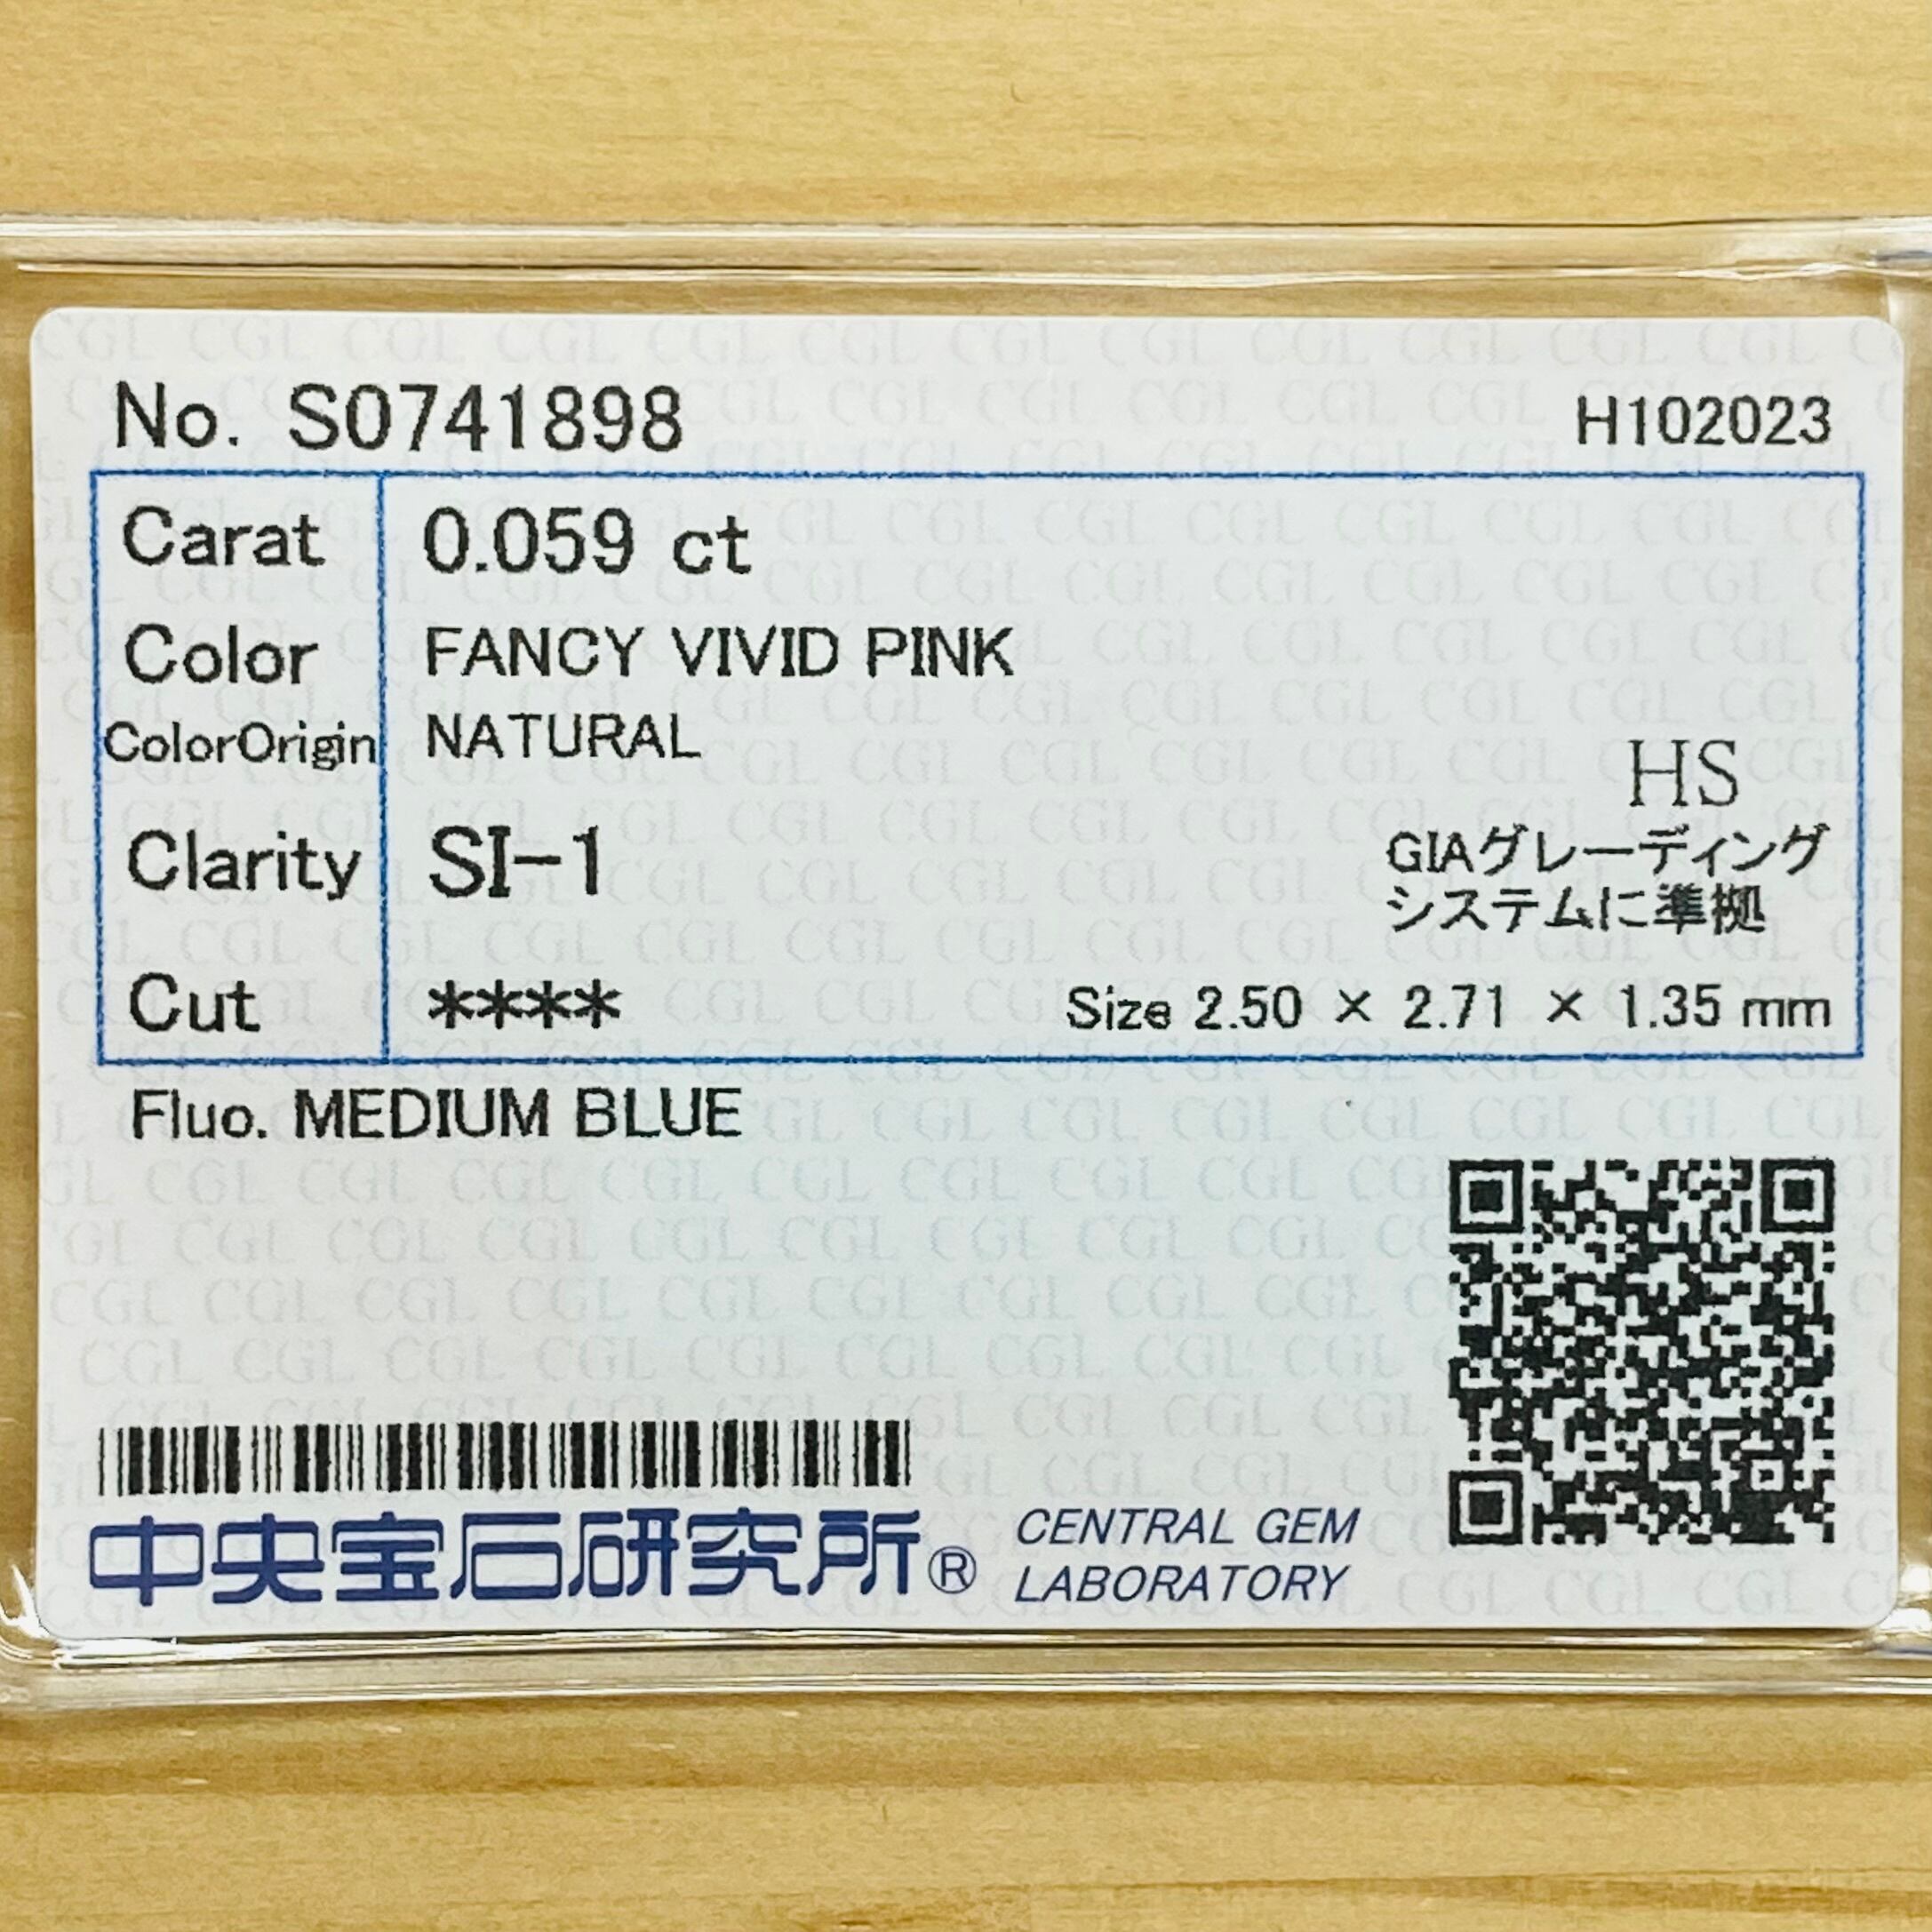 No. S0741898 H102023
Carat 0.059 ct
Color FANCY VIVID PINK
ColorOrigin NATURAL
HS
Clarity SI-1
GIAグレーディング
システムに準拠
Cut **** Size 2.50 × 2.71 × 1.35 mm
Fluo. MEDIUM BLUE
中央宝石研究所® CENTRAL GEM
LABORATORY